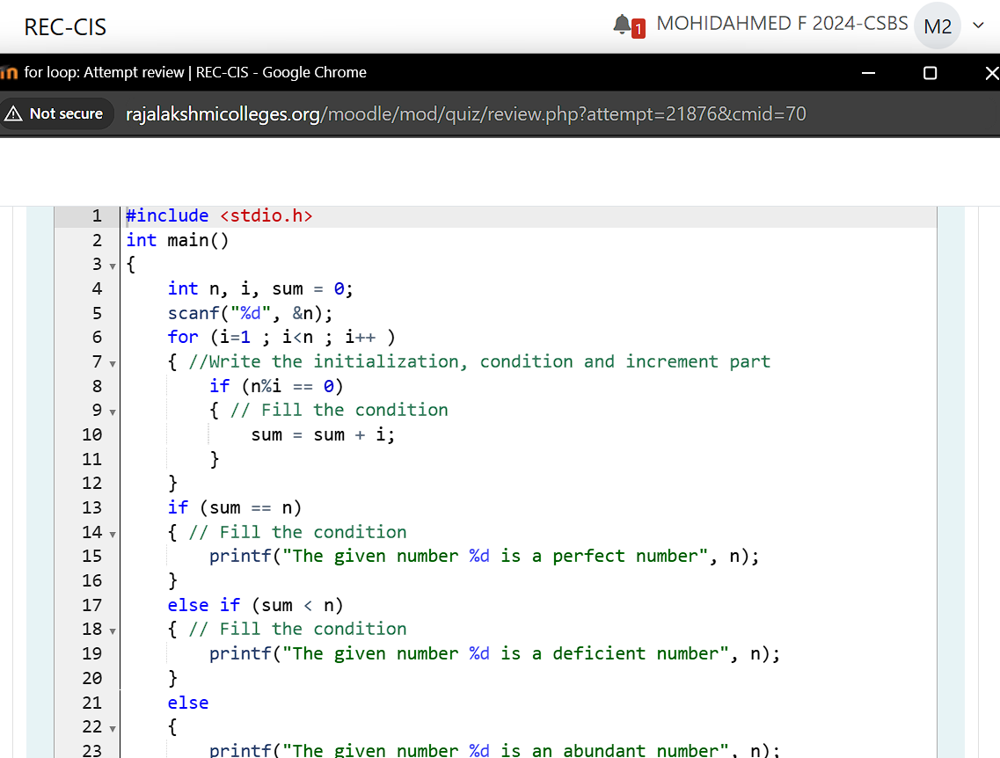 REC-CIS
1 MOHIDAHMED F 2024-CSBS M2
for loop: Attempt review | REC-CIS - Google Chrome
Not secure rajalakshmicolleges.org/moodle/mod/quiz/review.php?attempt=21876&cmid=70
1 #include <stdio.h>
2 int main()
3 {
4 int n, i, sum = 0;
5 scanf("%d", &n);
6 for (i=1 ; i<n ; i++ )
7 { //Write the initialization, condition and increment part
8 if (n%i == 0)
9 { // Fill the condition
10 sum = sum + i;
11 }
12 }
13 if (sum == n)
14 { // Fill the condition
15 printf("The given number %d is a perfect number", n);
16 }
17 else if (sum < n)
18 { // Fill the condition
19 printf("The given number %d is a deficient number", n);
20 }
21 else
22 {
23 printf("The given number %d is an abundant number", n);